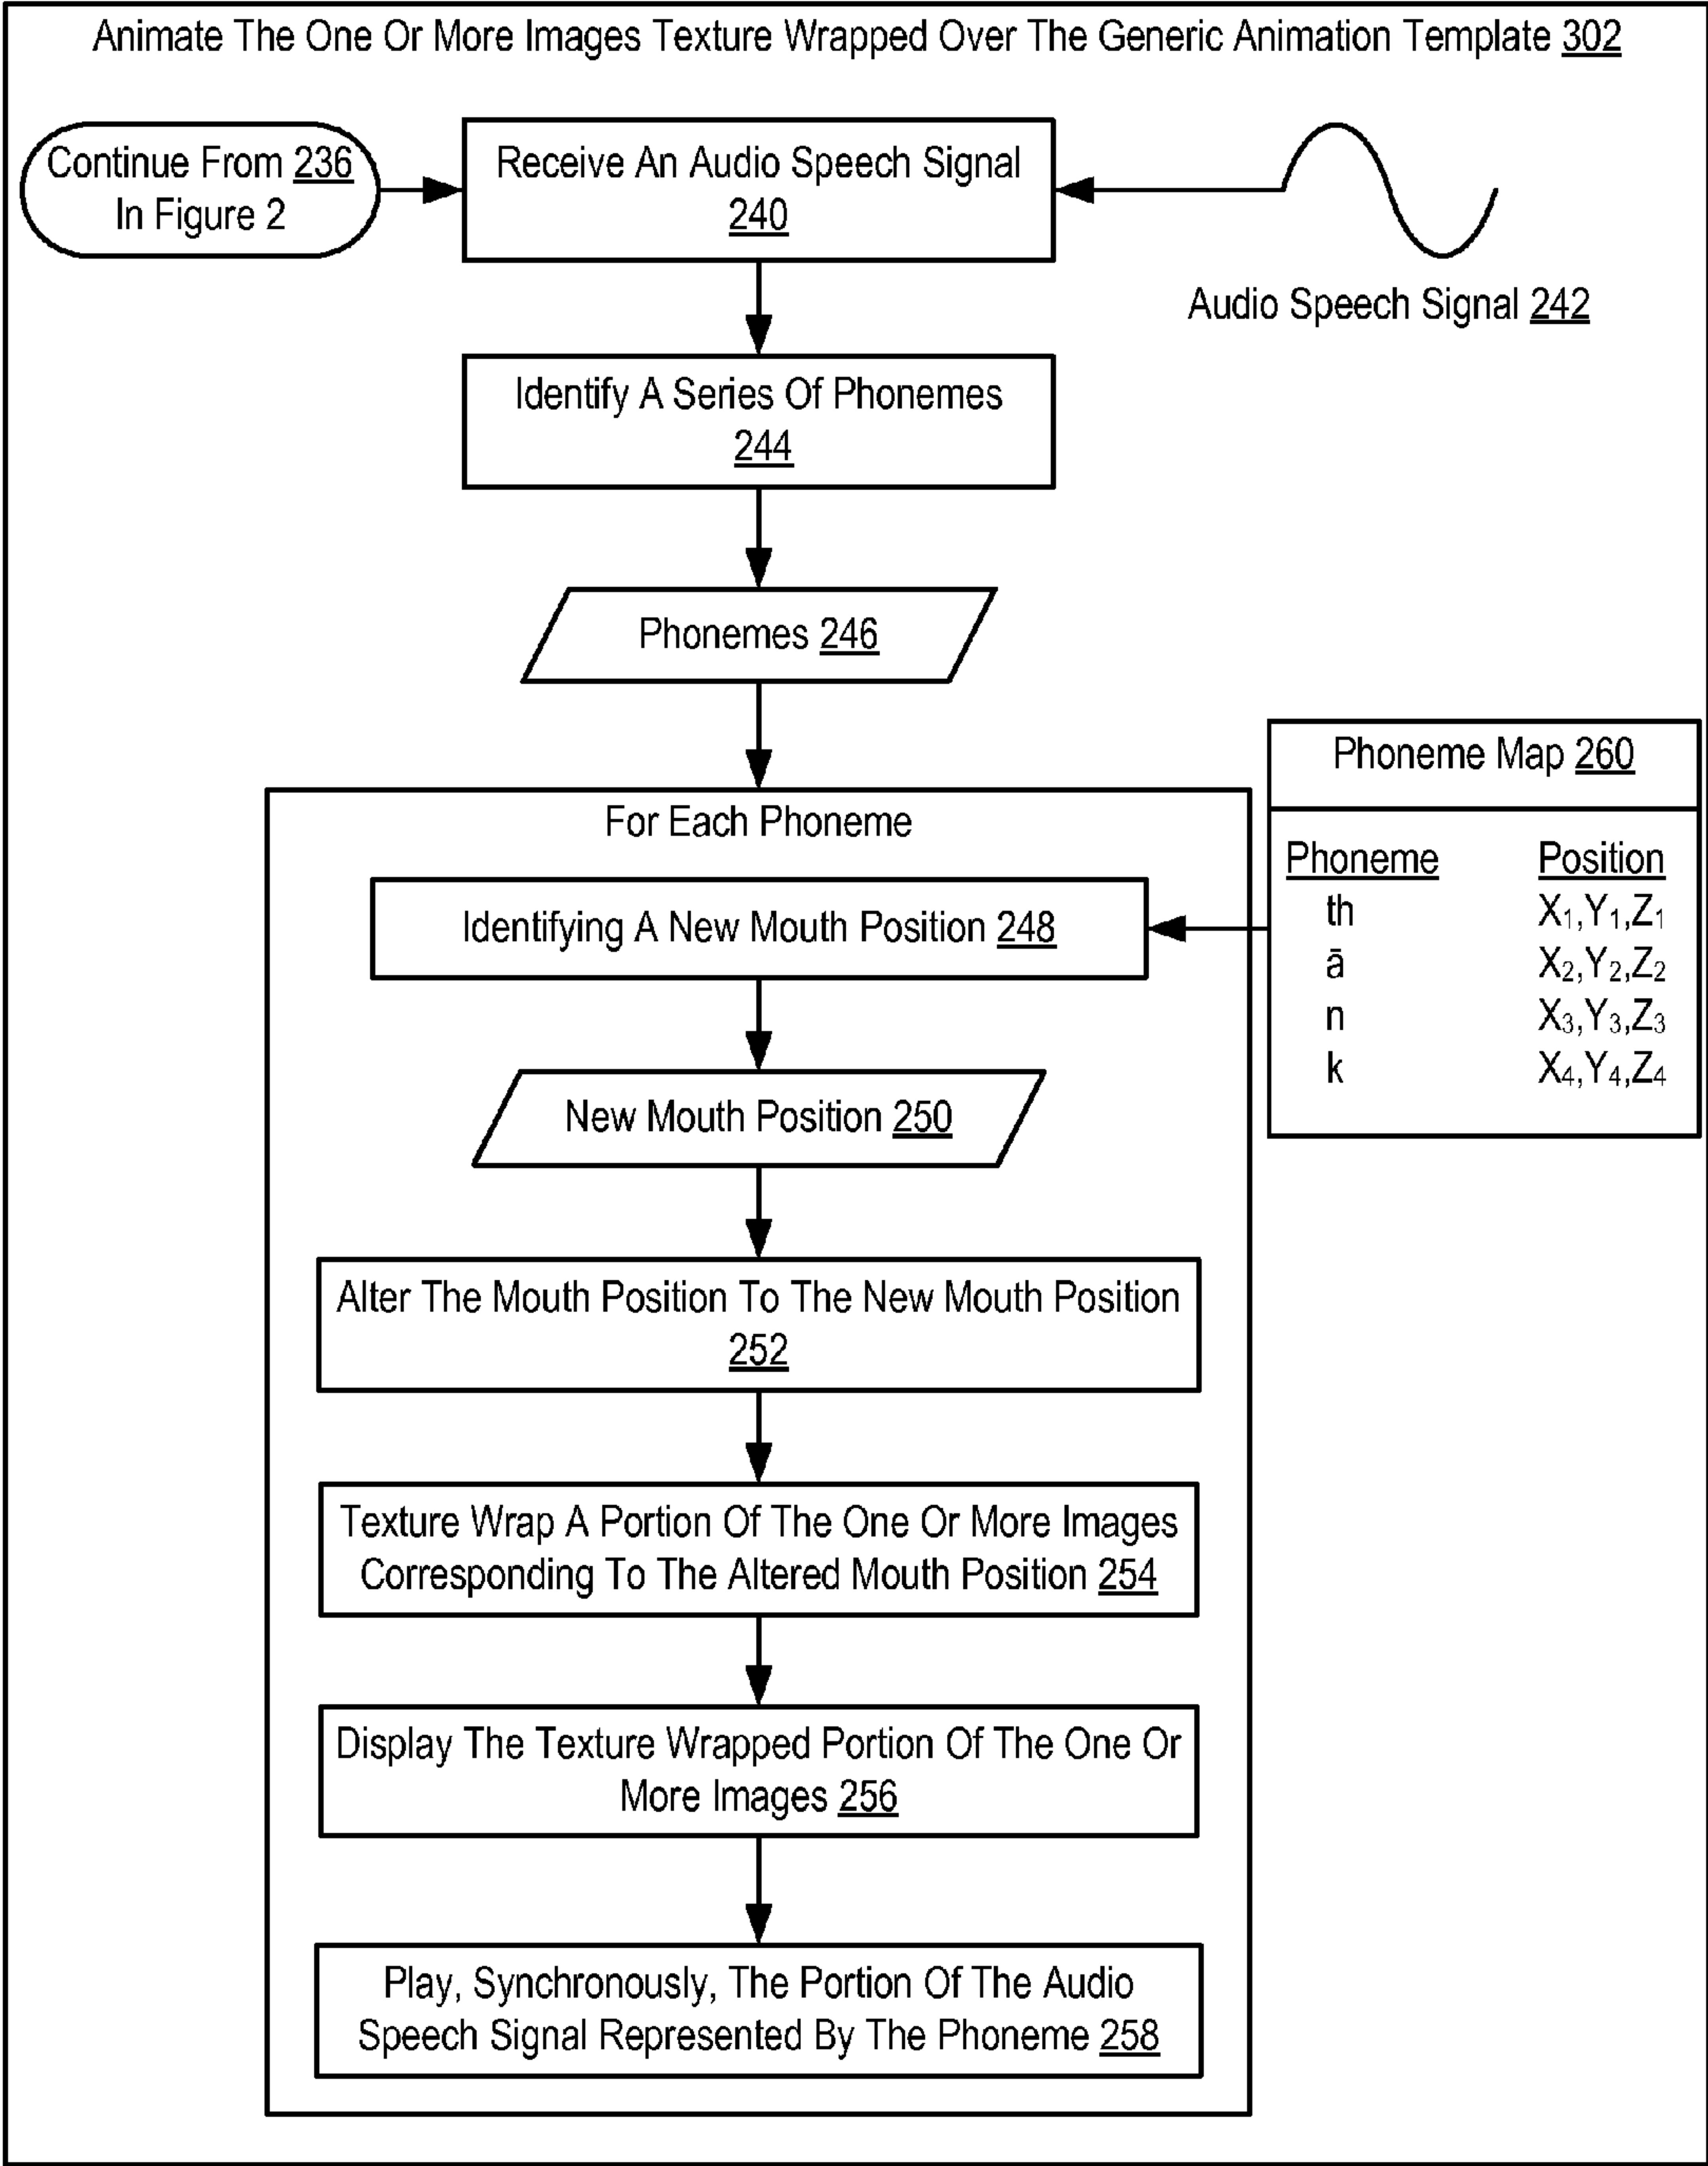 Animate The One Or More Images Texture Wrapped Over The Generic Animation Template 302
Continue From 236
In Figure 2
Receive An Audio Speech Signal
240
Audio Speech Signal 242
Identify A Series Of Phonemes
244
Phonemes 246
Phoneme Map 260
Phoneme Position
th X₁,Y₁,Z₁
ā X₂,Y₂,Z₂
n X₃,Y₃,Z₃
k X₄,Y₄,Z₄
For Each Phoneme
Identifying A New Mouth Position 248
New Mouth Position 250
Alter The Mouth Position To The New Mouth Position
252
Texture Wrap A Portion Of The One Or More Images
Corresponding To The Altered Mouth Position 254
Display The Texture Wrapped Portion Of The One Or
More Images 256
Play, Synchronously, The Portion Of The Audio
Speech Signal Represented By The Phoneme 258